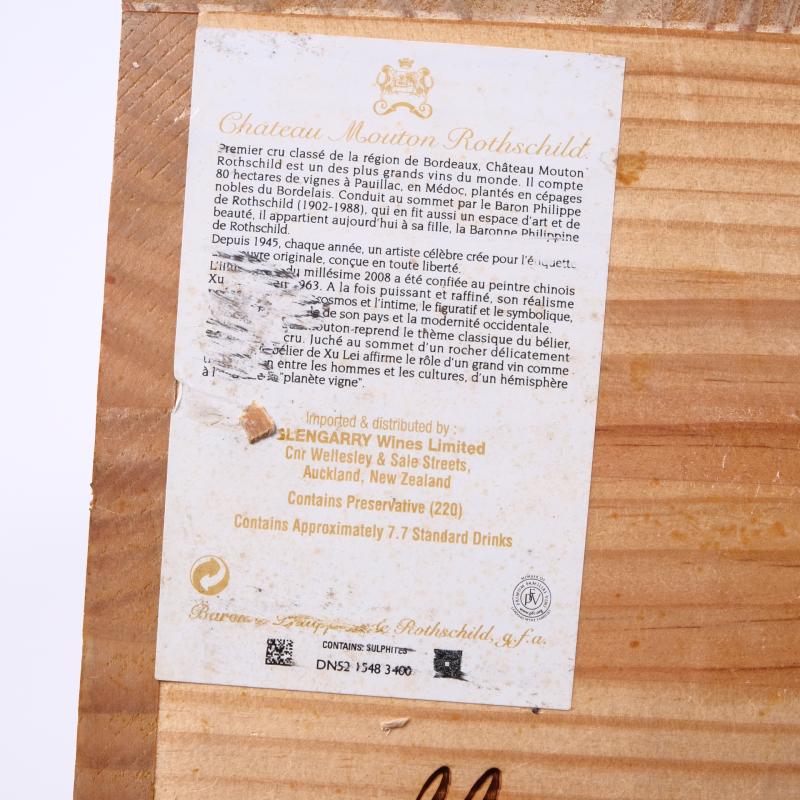 Château Mouton Rothschild.
Premier cru classé de la région de Bordeaux, Château Mouton
Rothschild est un des plus grands vins du monde. Il compte
80 hectares de vignes à Pauillac, en Médoc, plantés en cépages
nobles du Bordelais. Conduit au sommet par le Baron Philippe
de Rothschild (1902-1988), qui en fit aussi un espace d'art et de
beauté, il appartient aujourd'hui à sa fille, la Baronne Philippine
de Rothschild.
Depuis 1945, chaque année, un artiste célèbre crée pour l'étiquette
originale, conçue en toute liberté.
du millésime 2008 a été confiée au peintre chinois
Xu 963. A la fois puissant et raffiné, son réalisme
cosmos et l'intime, le figuratif et le symbolique,
de son pays et la modernité occidentale.
outon-reprend le thème classique du bélier,
cru. Juché au sommet d'un rocher délicatement
bélier de Xu Lei affirme le rôle d'un grand vin comme
entre les hommes et les cultures, d'un hémisphère
à "planète vigne".
Imported & distributed by :
GLENGARRY Wines Limited
Cnr Wellesley & Sale Streets,
Auckland, New Zealand
Contains Preservative (220)
Contains Approximately 7.7 Standard Drinks
PFV
Baron de Rothschild, g.f.a.
CONTAINS: SULPHITES
DN52 1548 3400